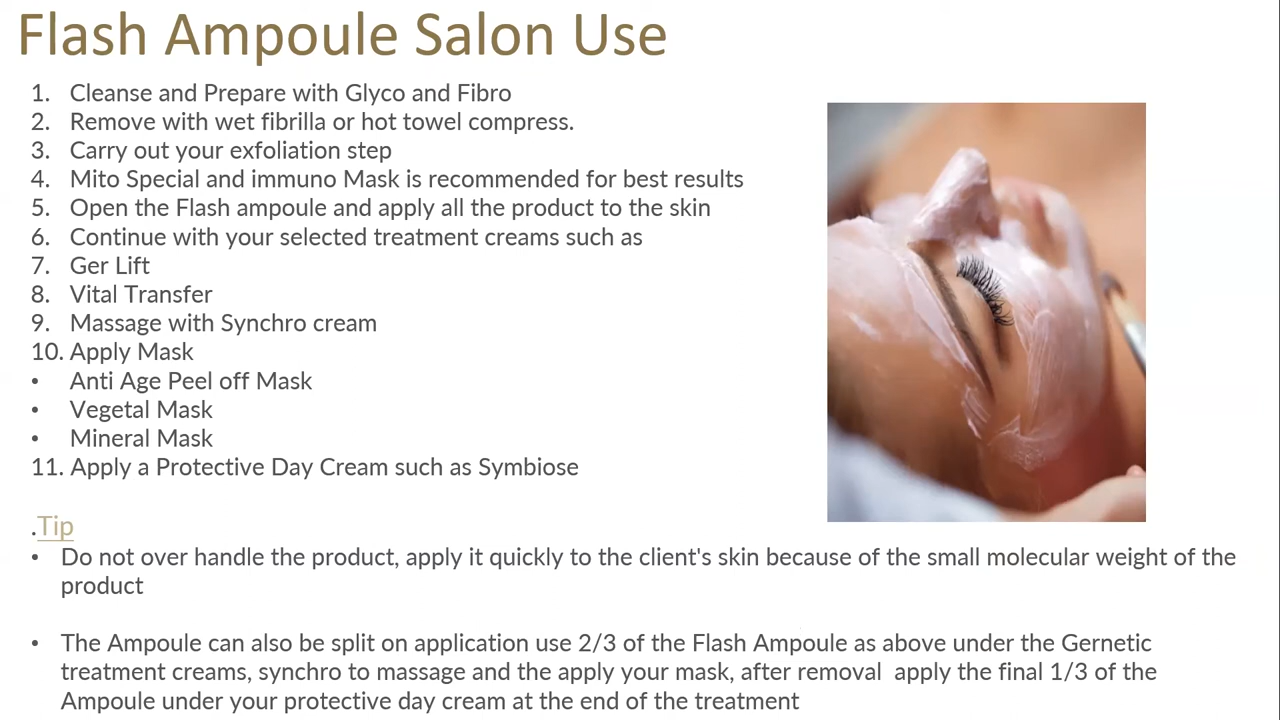 Flash Ampoule Salon Use
1. Cleanse and Prepare with Glyco and Fibro
2. Remove with wet fibrilla or hot towel compress.
3. Carry out your exfoliation step
4. Mito Special and immuno Mask is recommended for best results
5. Open the Flash ampoule and apply all the product to the skin
6. Continue with your selected treatment creams such as
7. Ger Lift
8. Vital Transfer
9. Massage with Synchro cream
10. Apply Mask
• Anti Age Peel off Mask
• Vegetal Mask
• Mineral Mask
11. Apply a Protective Day Cream such as Symbiose
.Tip
• Do not over handle the product, apply it quickly to the client's skin because of the small molecular weight of the
product
• The Ampoule can also be split on application use 2/3 of the Flash Ampoule as above under the Gernetic
treatment creams, synchro to massage and the apply your mask, after removal apply the final 1/3 of the
Ampoule under your protective day cream at the end of the treatment